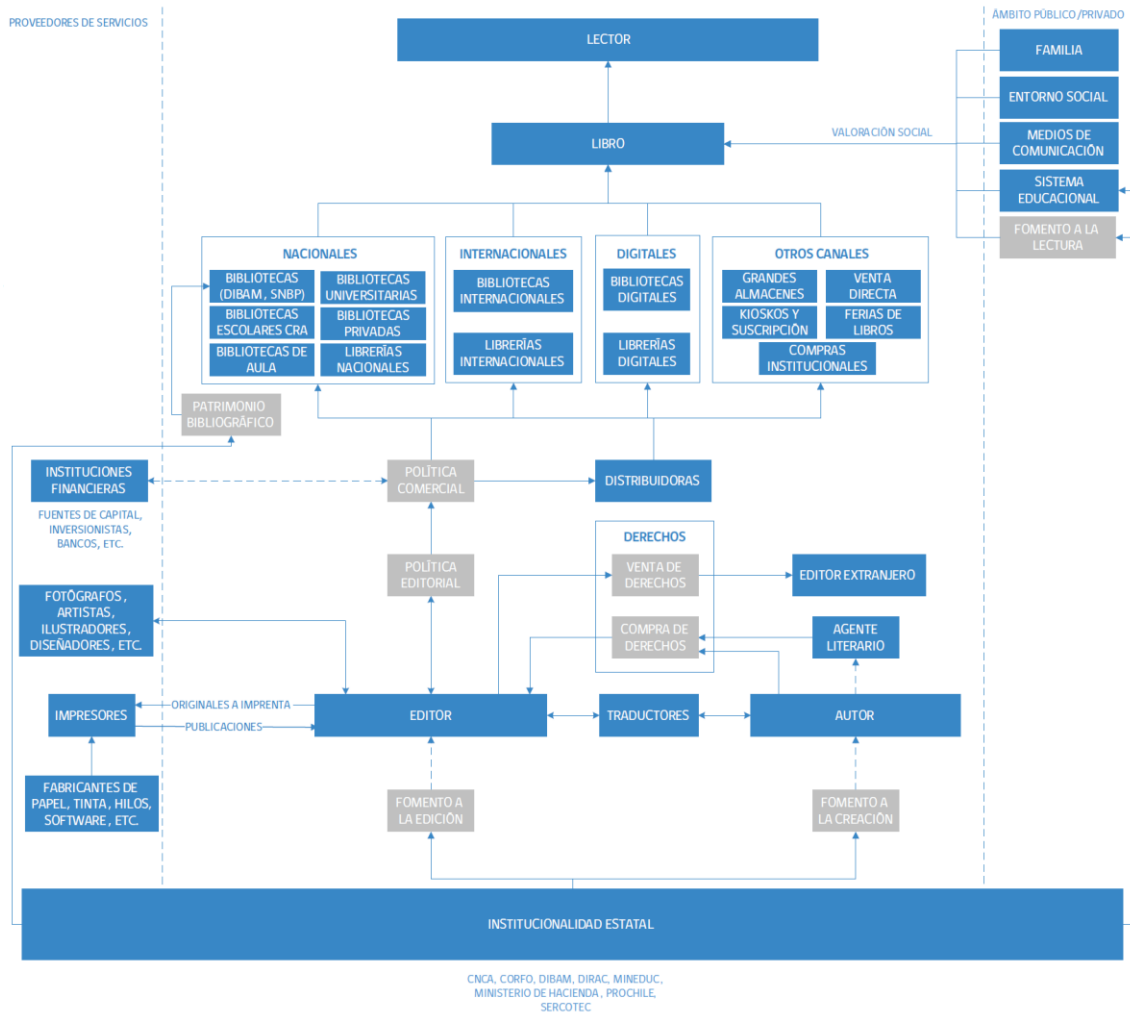 PROVEEDORES DE SERVICIOS
ÁMBITO PÚBLICO/PRIVADO
LECTOR
FAMILIA
ENTORNO SOCIAL
LIBRO
VALORACIÓN SOCIAL
MEDIOS DE
COMUNICACIÓN
SISTEMA
EDUCACIONAL
FOMENTO A LA
LECTURA
NACIONALES
BIBLIOTECAS
(DIBAM, SNBP)
BIBLIOTECAS
UNIVERSITARIAS
BIBLIOTECAS
ESCOLARES CRA
BIBLIOTECAS
PRIVADAS
BIBLIOTECAS DE
AULA
LIBRERÍAS
NACIONALES
INTERNACIONALES
BIBLIOTECAS
INTERNACIONALES
LIBRERÍAS
INTERNACIONALES
DIGITALES
BIBLIOTECAS
DIGITALES
LIBRERÍAS
DIGITALES
OTROS CANALES
GRANDES
ALMACENES
VENTA
DIRECTA
KIOSKOS Y
SUSCRIPCIÓN
FERIAS DE
LIBROS
COMPRAS
INSTITUCIONALES
PATRIMONIO
BIBLIOGRÁFICO
INSTITUCIONES
FINANCIERAS
FUENTES DE CAPITAL,
INVERSIONISTAS,
BANCOS, ETC.
POLÍTICA
COMERCIAL
DISTRIBUIDORAS
POLÍTICA
EDITORIAL
DERECHOS
VENTA DE
DERECHOS
EDITOR EXTRANJERO
COMPRA DE
DERECHOS
AGENTE
LITERARIO
FOTÓGRAFOS,
ARTISTAS,
ILUSTRADORES,
DISEÑADORES, ETC.
IMPRESORES
ORIGINALES A IMPRENTA
PUBLICACIONES
EDITOR
TRADUCTORES
AUTOR
FABRICANTES DE
PAPEL, TINTA, HILOS,
SOFTWARE, ETC.
FOMENTO A
LA EDICIÓN
FOMENTO A
LA CREACIÓN
INSTITUCIONALIDAD ESTATAL
CNCA, CORFO, DIBAM, DIRAC, MINEDUC,
MINISTERIO DE HACIENDA, PROCHILE,
SERCOTEC